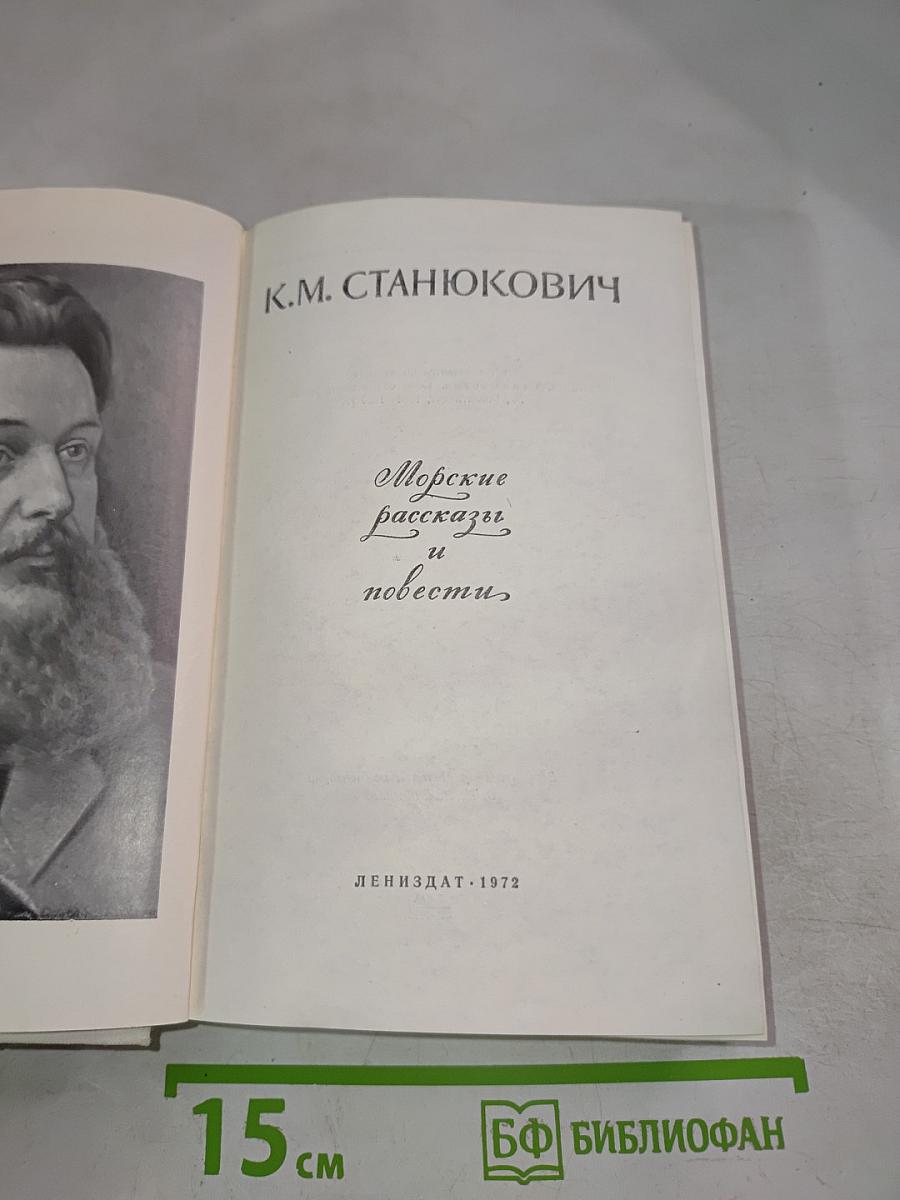 К.М. СТАНЮКОВИЧ
Морские
рассказы
и
повести
ЛЕНИЗДАТ · 1972
15 см
БФ БИБЛИОФАН